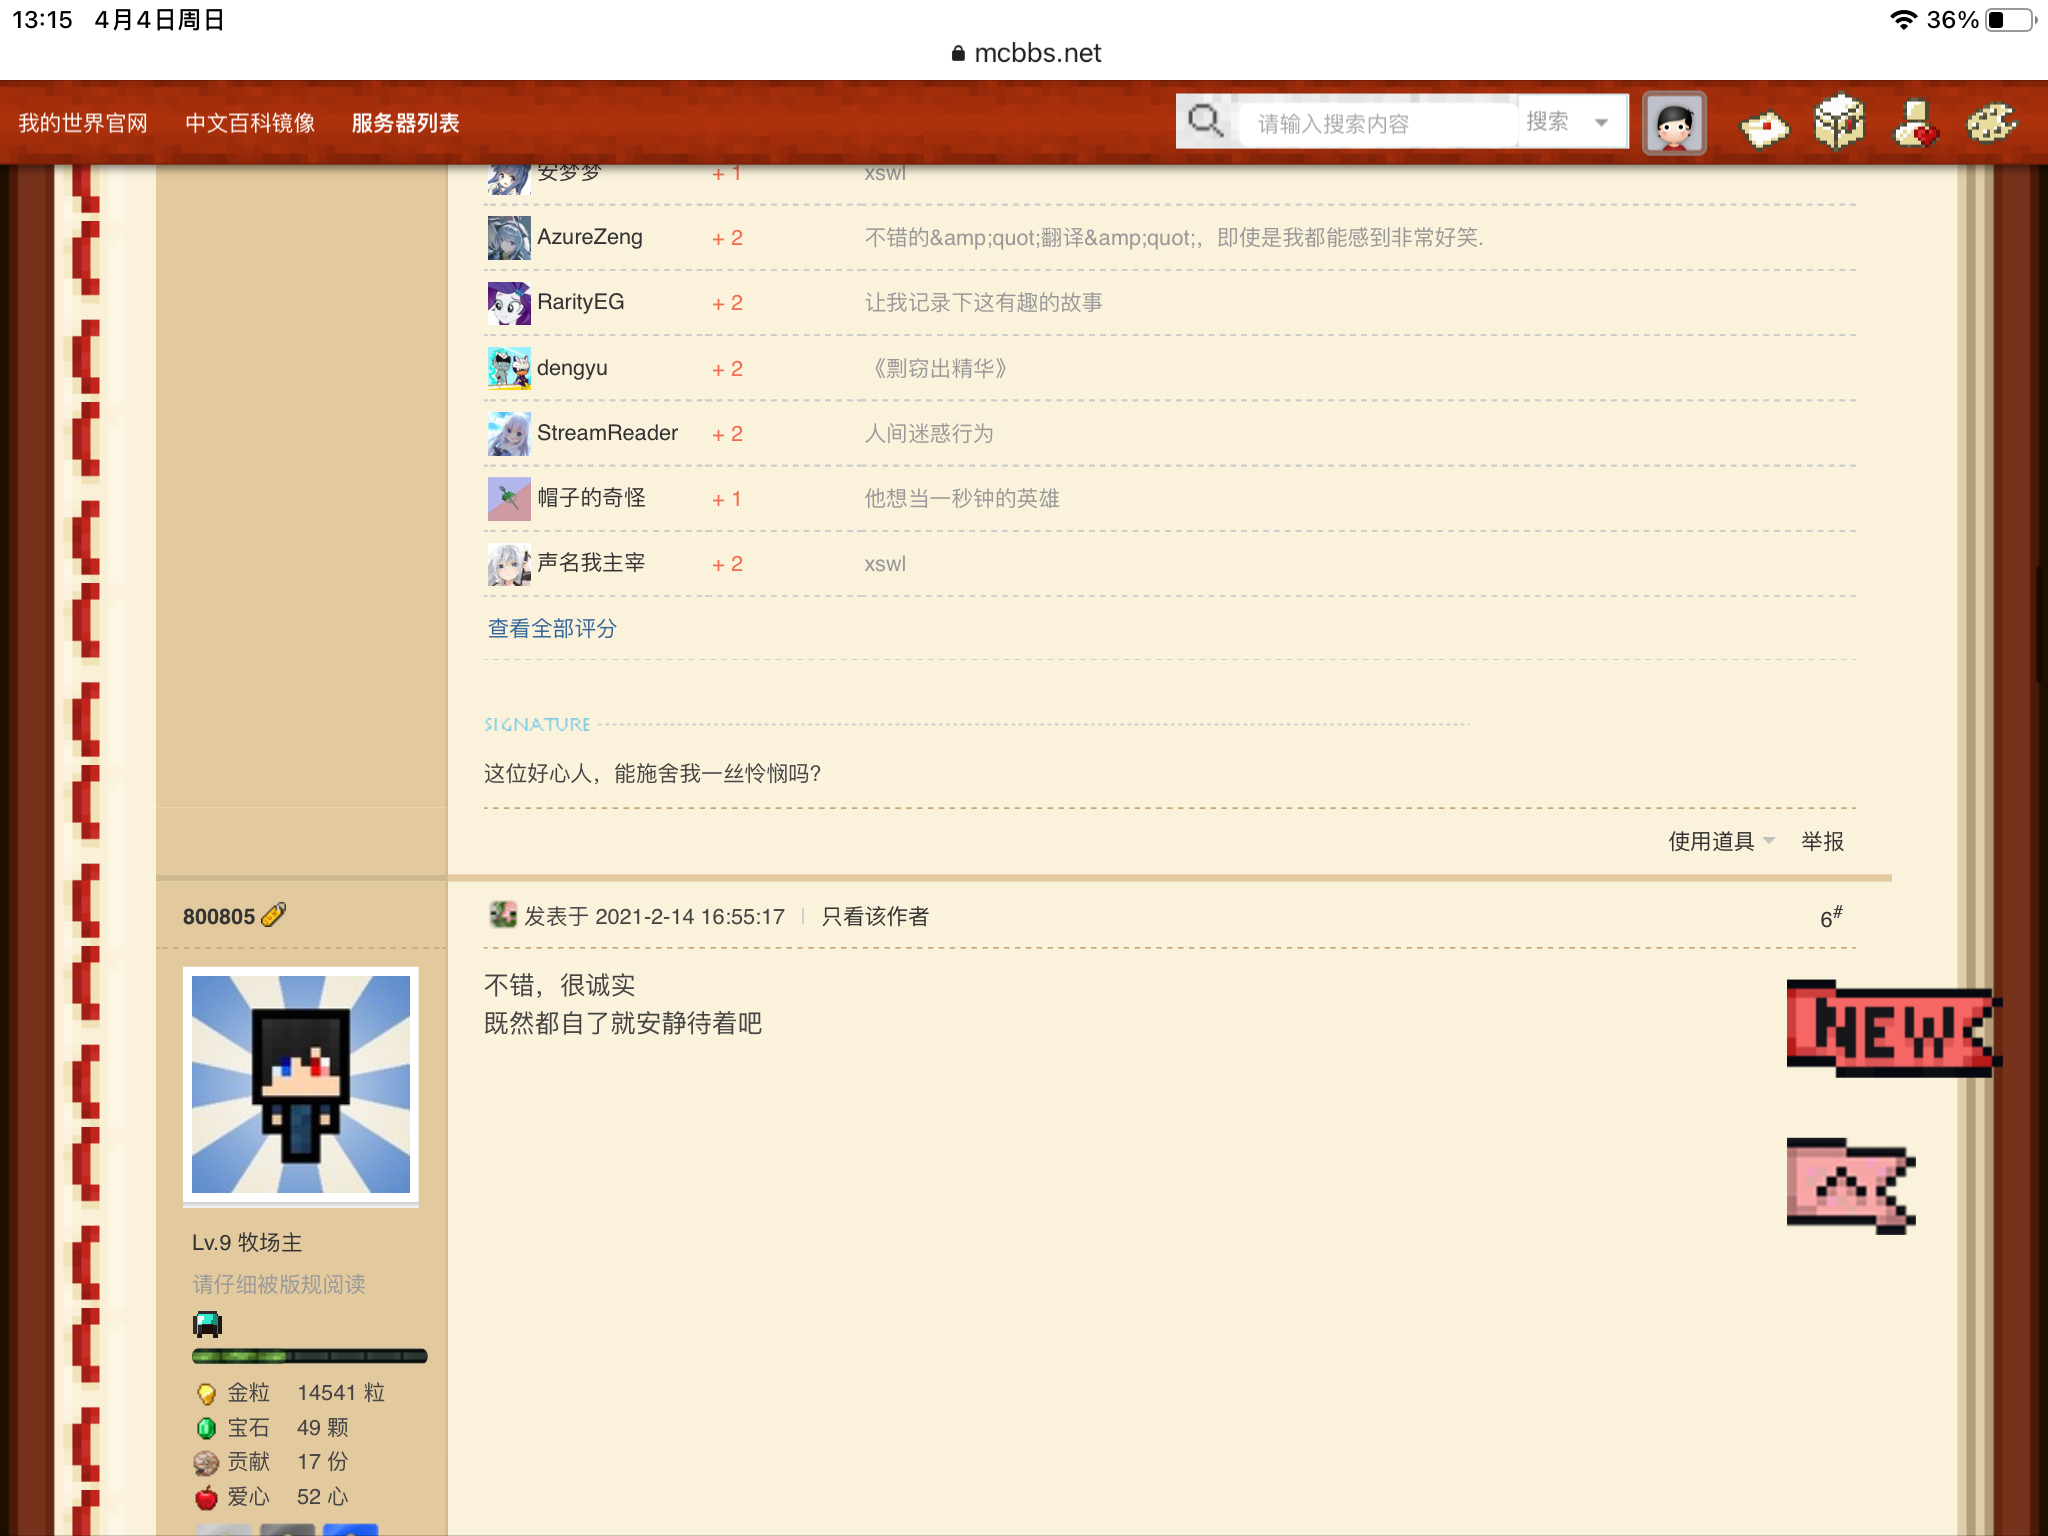 13:15 4月4日周日
36%
mcbbs.net
我的世界官网 中文百科镜像 服务器列表
请输入搜索内容 搜索
安梦梦 + 1 xswl
AzureZeng + 2 不错的&amp;quot;翻译&amp;quot;，即使是我都能感到非常好笑.
RarityEG + 2 让我记录下这有趣的故事
dengyu + 2 《剽窃出精华》
StreamReader + 2 人间迷惑行为
帽子的奇怪 + 1 他想当一秒钟的英雄
声名我主宰 + 2 xswl
查看全部评分
SIGNATURE
这位好心人，能施舍我一丝怜悯吗?
使用道具 举报
800805 发表于 2021-2-14 16:55:17 只看该作者 6#
不错，很诚实
既然都自了就安静待着吧
NEW
Lv.9 牧场主
请仔细被版规阅读
金粒 14541 粒
宝石 49 颗
贡献 17 份
爱心 52 心